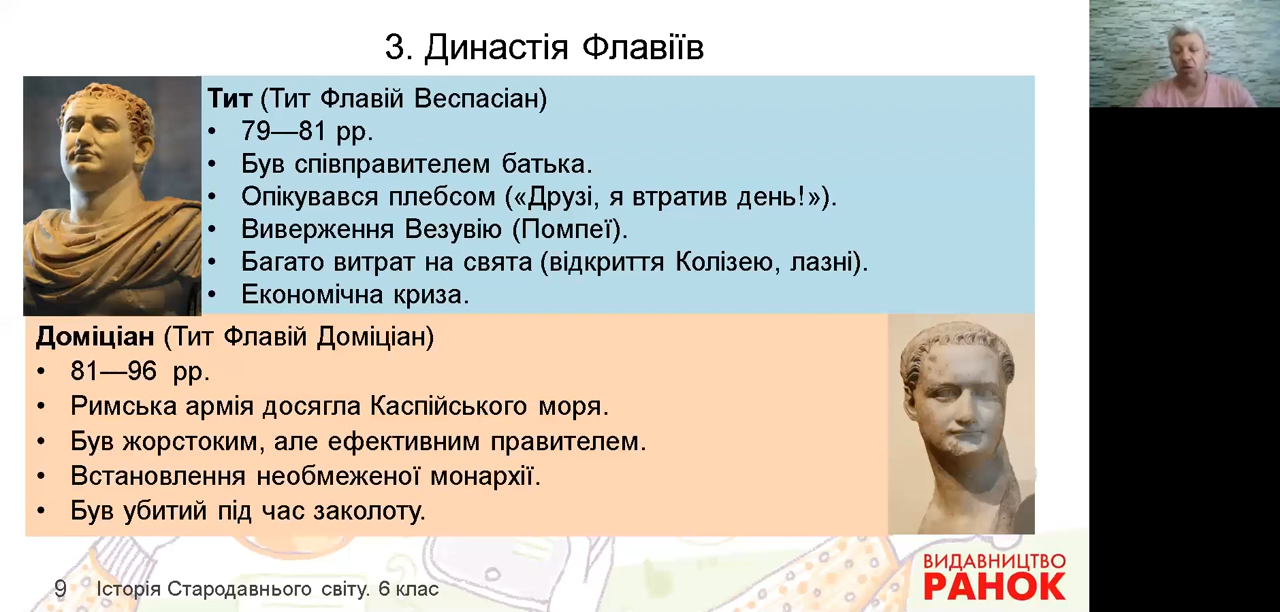 3. Династія Флавіїв
Тит (Тит Флавій Веспасіан)
• 79—81 рр.
• Був співправителем батька.
• Опікувався плебсом («Друзі, я втратив день!»).
• Виверження Везувію (Помпеї).
• Багато витрат на свята (відкриття Колізею, лазні).
• Економічна криза.
Доміціан (Тит Флавій Доміціан)
• 81—96 рр.
• Римська армія досягла Каспійського моря.
• Був жорстоким, але ефективним правителем.
• Встановлення необмеженої монархії.
• Був убитий під час заколоту.
9 Історія Стародавнього світу. 6 клас
ВИДАВНИЦТВО
РАНОК